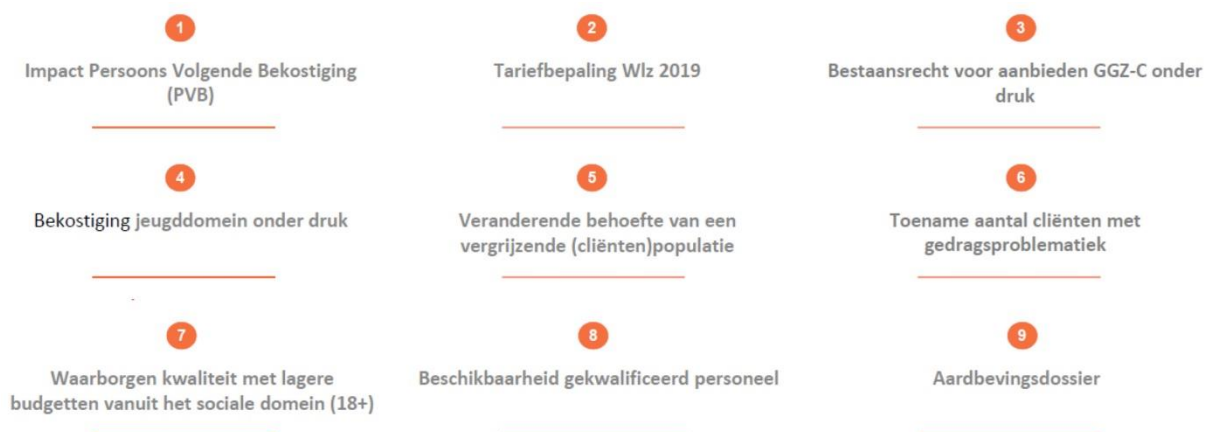 1
Impact Persoons Volgende Bekostiging
(PVB)
2
Tariefbepaling Wlz 2019
3
Bestaansrecht voor aanbieden GGZ-C onder
druk
4
Bekostiging jeugddomein onder druk
5
Veranderende behoefte van een
vergrijzende (cliënten)populatie
6
Toename aantal cliënten met
gedragsproblematiek
7
Waarborgen kwaliteit met lagere
budgetten vanuit het sociale domein (18+)
8
Beschikbaarheid gekwalificeerd personeel
9
Aardbevingsdossier